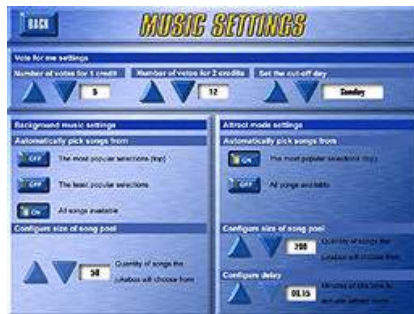 BACK
MUSIC SETTINGS
Vote for me settings
Number of votes for 1 credit
Number of votes for 2 credits
Set the cut-off day
5
12
Sunday
Background music settings
Automatically pick songs from
OFF
The most popular selections (top)
OFF
The least popular selections
ON
All songs available
Configure size of song pool
50
Quantity of songs the
jukebox will choose from
Attract mode settings
Automatically pick songs from
ON
The most popular selections (top)
OFF
All songs available
Configure size of song pool
200
Quantity of songs the
jukebox will choose from
Configure delay
00.15
Minutes of idle time to
activate attract mode